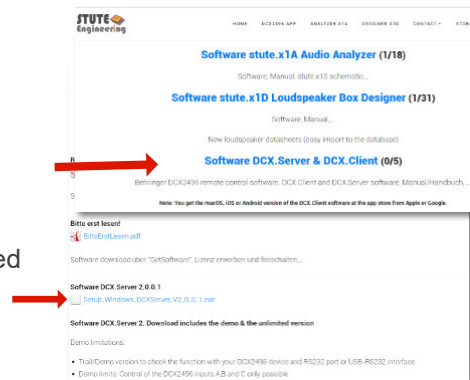 STUTE
Engineering
HOME DCX2496 APP ANALYZER X1A DESIGNER X1D CONTACT STORE
Software stute.x1A Audio Analyzer (1/18)
Software, Manual, stute.x1S schematic...
Software stute.x1D Loudspeaker Box Designer (1/31)
Software, Manual,...
New loudspeaker datasheets (easy import to the database)
Software DCX.Server & DCX.Client (0/5)
Behringer DCX2496 remote control software. DCX.Client and DCX.Server software, Manual/Handbuch,...
Note: You get the macOS, iOS or Android version of the DCX.Client software at the app store from Apple or Google.
B
S
S
Bitte erst lesen!
BitteErstLesen.pdf
ed
Software download über "GetSoftware", Lizenz erwerben und freischalten,...
Software DCX.Server 2.0.0.1
Setup_Windows_DCXServer_V2_0_0_1.exe
Software DCX.Server 2. Download includes the demo & the unlimited version
Demo limitations:
• Trail/Demo version to check the function with your DCX2496 device and RS232 port or USB-RS232 interface
• Demo limits: Control of the DCX2496 inputs A,B and C only possible